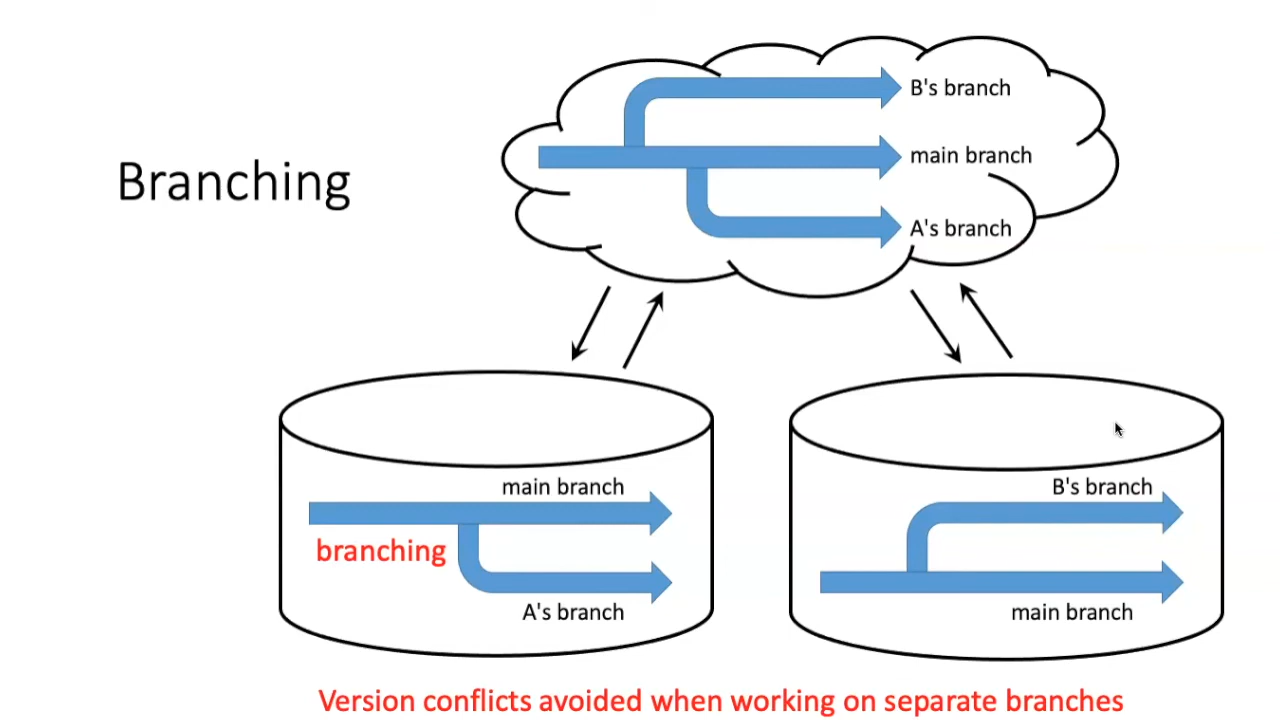 Branching
B's branch
main branch
A's branch
main branch
branching
A's branch
B's branch
main branch
Version conflicts avoided when working on separate branches